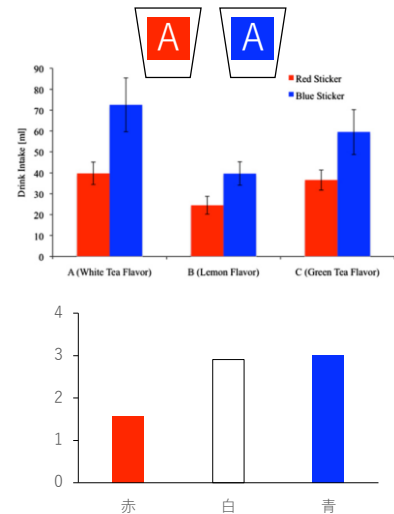 A A
90
Red Sticker
80
Blue Sticker
70
60
50
40
30
20
10
0
Drink Intake [ml]
A (White Tea Flavor) B (Lemon Flavor) C (Green Tea Flavor)
4
3
2
1
0
赤 白 青